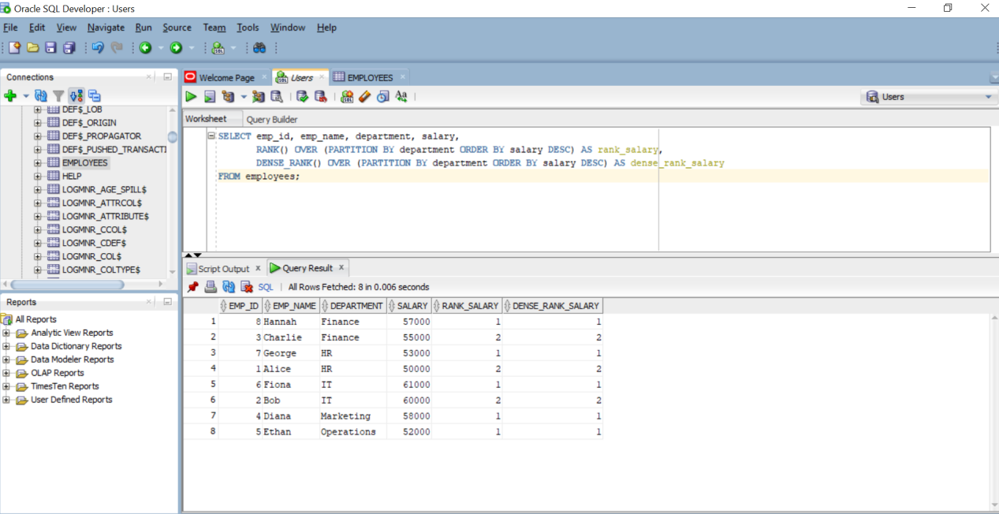 Oracle SQL Developer : Users
File Edit View Navigate Run Source Team Tools Window Help
Connections
DEF$_LOB
DEF$_ORIGIN
DEF$_PROPAGATOR
DEF$_PUSHED_TRANSACTI
EMPLOYEES
HELP
LOGMNR_AGE_SPILL$
LOGMNR_ATTRCOL$
LOGMNR_ATTRIBUTE$
LOGMNR_CCOL$
LOGMNR_CDEF$
LOGMNR_COL$
LOGMNR_COLTYPE$
Reports
All Reports
Analytic View Reports
Data Dictionary Reports
Data Modeler Reports
OLAP Reports
TimesTen Reports
User Defined Reports
Welcome Page Users EMPLOYEES
Users
Worksheet Query Builder
SELECT emp_id, emp_name, department, salary,
RANK() OVER (PARTITION BY department ORDER BY salary DESC) AS rank_salary,
DENSE_RANK() OVER (PARTITION BY department ORDER BY salary DESC) AS dense_rank_salary
FROM employees;
Script Output x Query Result x
SQL | All Rows Fetched: 8 in 0.006 seconds
EMP_ID EMP_NAME DEPARTMENT SALARY RANK_SALARY DENSE_RANK_SALARY
1 8 Hannah Finance 57000 1 1
2 3 Charlie Finance 55000 2 2
3 7 George HR 53000 1 1
4 1 Alice HR 50000 2 2
5 6 Fiona IT 61000 1 1
6 2 Bob IT 60000 2 2
7 4 Diana Marketing 58000 1 1
8 5 Ethan Operations 52000 1 1